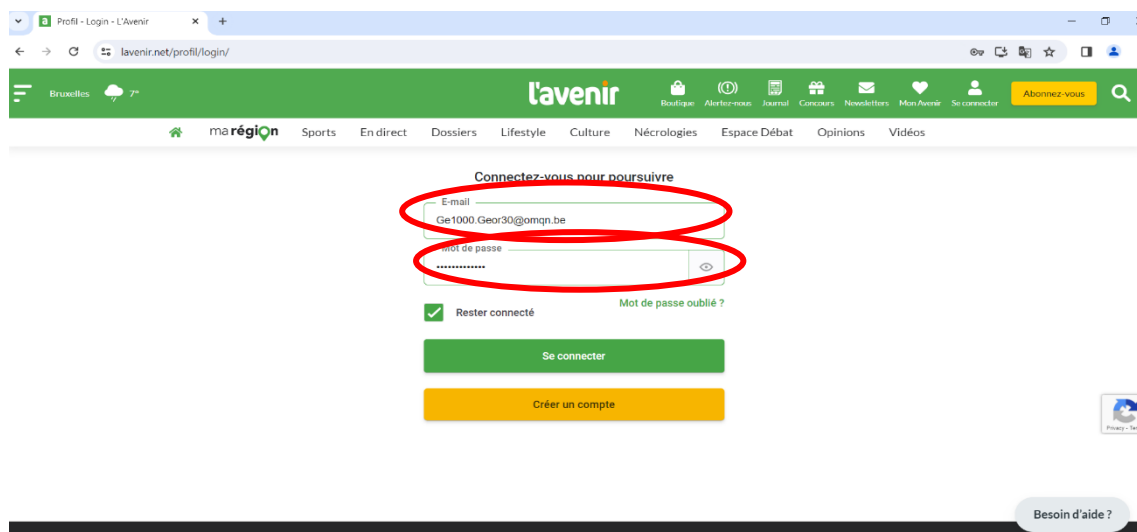 Profil - Login - L'Avenir
lavenir.net/profil/login/
Bruxelles 7°
l'avenir
Boutique Alertez-nous Journal Concours Newsletters Mon Avenir Se connecter
Abonnez-vous
ma région Sports En direct Dossiers Lifestyle Culture Nécrologies Espace Débat Opinions Vidéos
Connectez-vous pour poursuivre
E-mail
Ge1000.Geor30@omqn.be
Mot de passe
•••••••••••••
Mot de passe oublié ?
Rester connecté
Se connecter
Créer un compte
Privacy - Te
Besoin d'aide ?